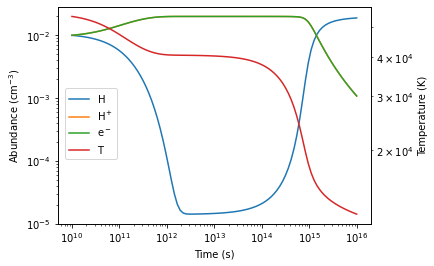 10⁻²
10⁻³
10⁻⁴
10⁻⁵
Abundance (cm⁻³)
H
H⁺
e⁻
T
4 × 10⁴
3 × 10⁴
2 × 10⁴
Temperature (K)
10¹⁰ 10¹¹ 10¹² 10¹³ 10¹⁴ 10¹⁵ 10¹⁶
Time (s)